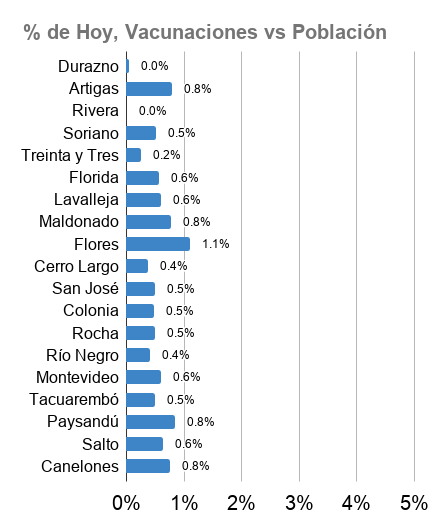 % de Hoy, Vacunaciones vs Población
Durazno 0.0%
Artigas 0.8%
Rivera 0.0%
Soriano 0.5%
Treinta y Tres 0.2%
Florida 0.6%
Lavalleja 0.6%
Maldonado 0.8%
Flores 1.1%
Cerro Largo 0.4%
San José 0.5%
Colonia 0.5%
Rocha 0.5%
Río Negro 0.4%
Montevideo 0.6%
Tacuarembó 0.5%
Paysandú 0.8%
Salto 0.6%
Canelones 0.8%
0% 1% 2% 3% 4% 5%